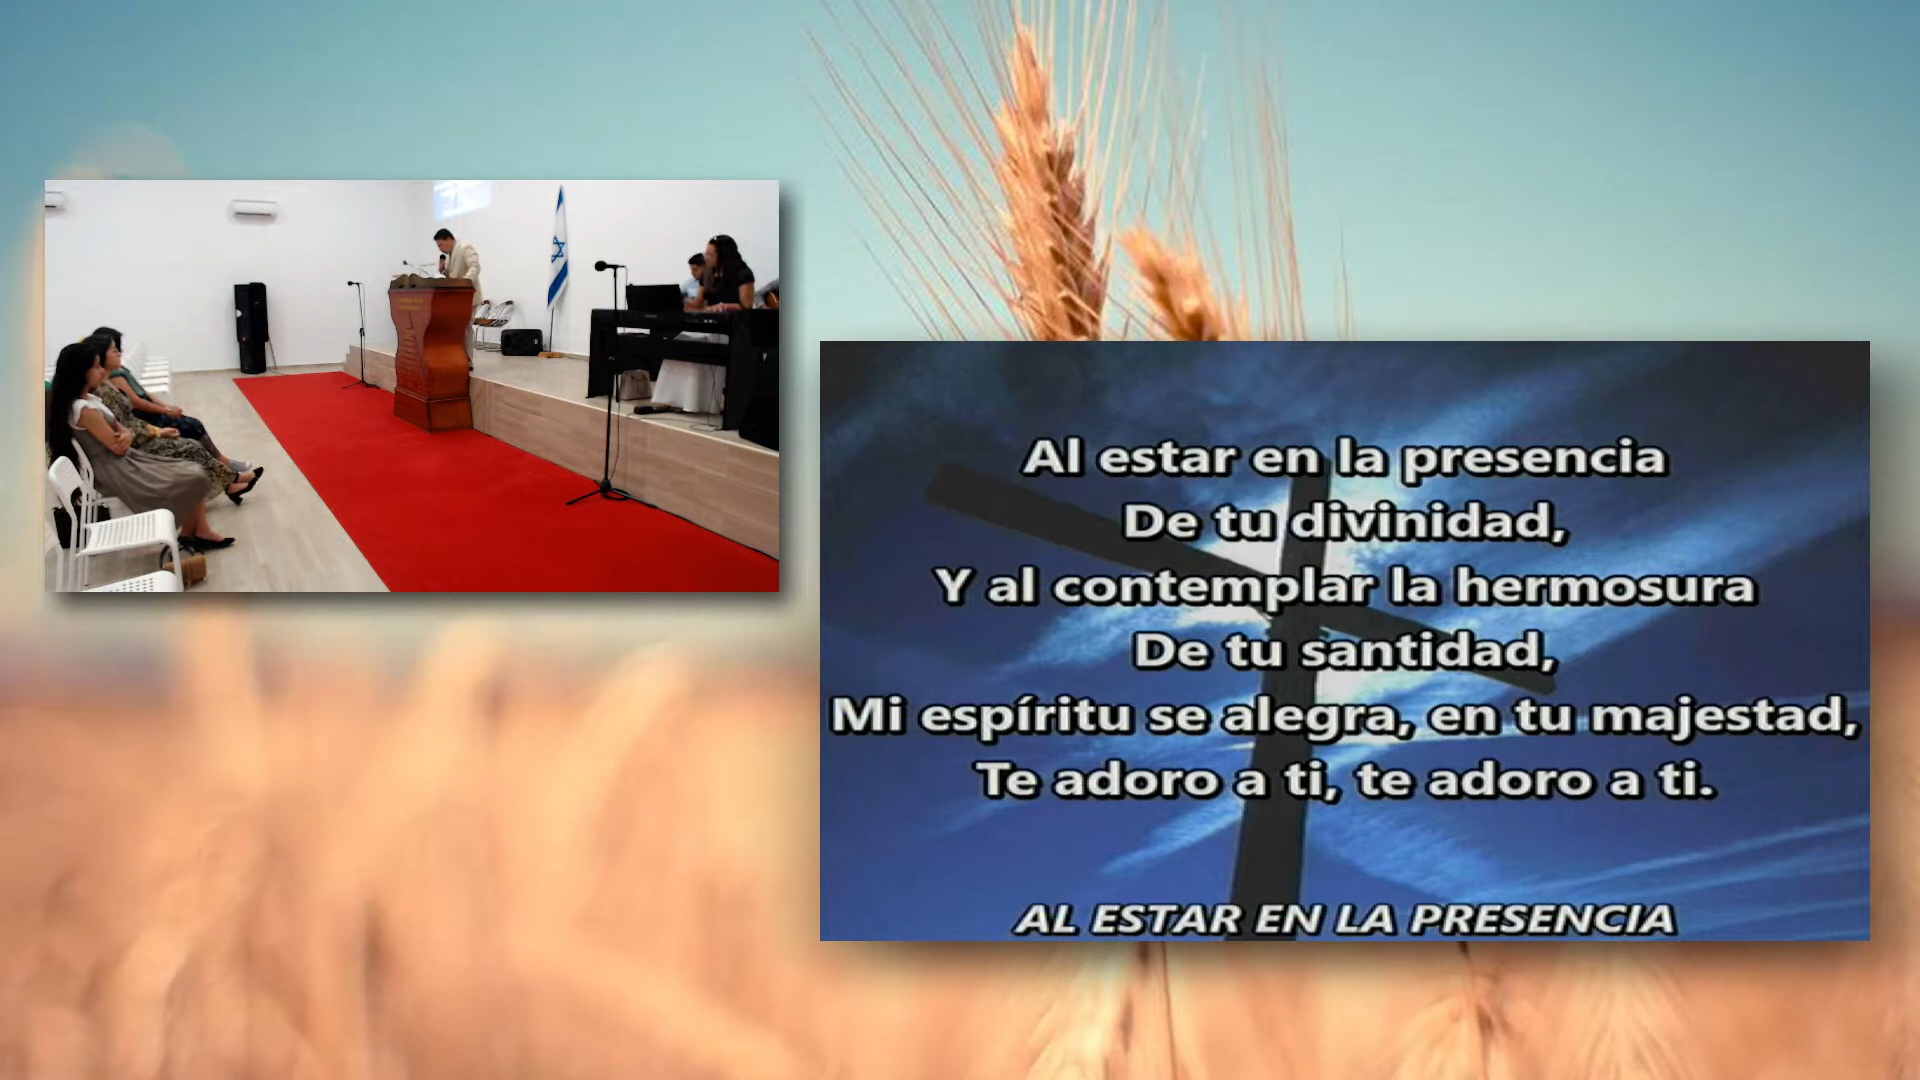 Al estar en la presencia
De tu divinidad,
Y al contemplar la hermosura
De tu santidad,
Mi espíritu se alegra, en tu majestad,
Te adoro a ti, te adoro a ti.
AL ESTAR EN LA PRESENCIA